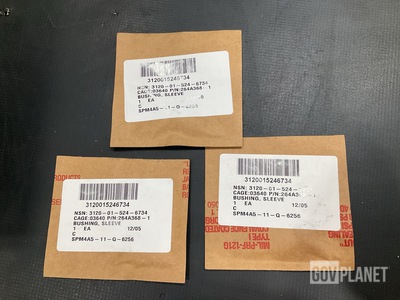 3120015246734
NSN: 3120-01-524-6734
CAGE:03640 P/N:264A368-1
BUSHING, SLEEVE
1 EA
C
SPM4A5-11-Q-6256
3120015246734
NSN: 3120-01-524-6734
CAGE:03640 P/N:264A368-1
BUSHING, SLEEVE
1 EA 12/05
C
SPM4A5-11-Q-6256
3120015246734
NSN: 3120-01-524-
CAGE:03640 P/N:264A368-1
BUSHING, SLEEVE
1 EA 12/05
C
SPM4A5-11-Q-6256
MIL-PRF-121G
TYPE I
GOVPLANET